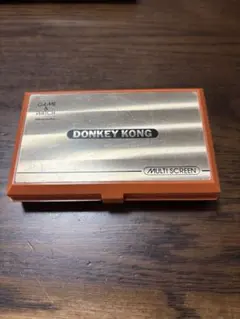 GAME &
WATCH
DONKEY KONG
MULTI SCREEN